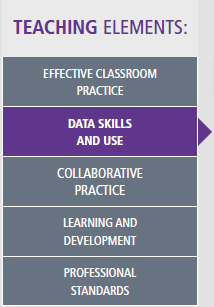 TEACHING ELEMENTS:
EFFECTIVE CLASSROOM
PRACTICE
DATA SKILLS
AND USE
COLLABORATIVE
PRACTICE
LEARNING AND
DEVELOPMENT
PROFESSIONAL
STANDARDS